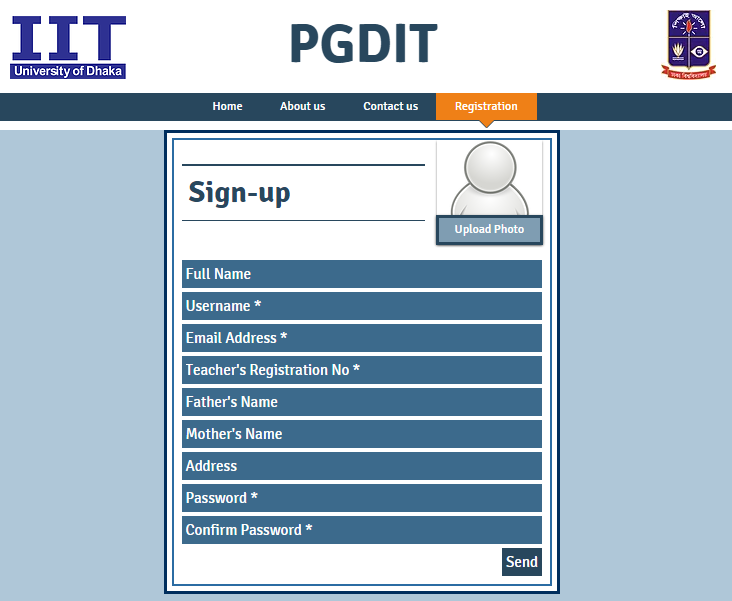 IIT
University of Dhaka
PGDIT
Home About us Contact us Registration
Sign-up
Upload Photo
Full Name
Username *
Email Address *
Teacher's Registration No *
Father's Name
Mother's Name
Address
Password *
Confirm Password *
Send